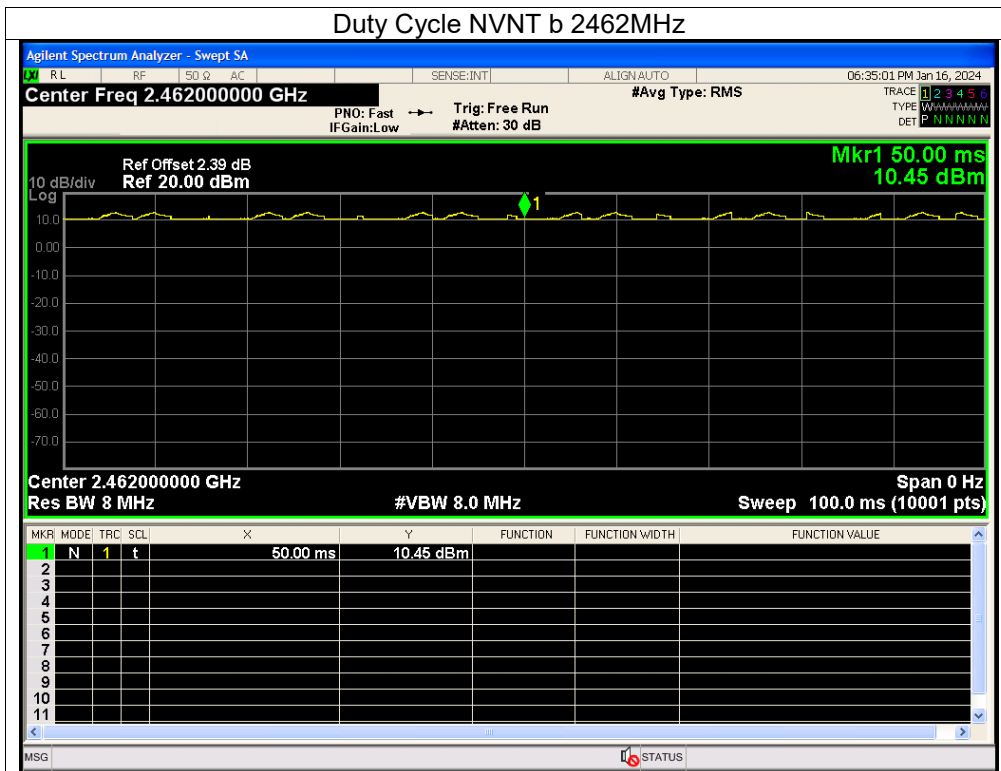 Duty Cycle NVNT b 2462MHz
Agilent Spectrum Analyzer - Swept SA
LXI RL RF 50 Ω AC SENSE:INT ALIGN AUTO 06:35:01 PM Jan 16, 2024
Center Freq 2.462000000 GHz #Avg Type: RMS TRACE 1 2 3 4 5 6
PNO: Fast Trig: Free Run TYPE WWWWWW
IFGain:Low #Atten: 30 dB DET P N N N N N
Mkr1 50.00 ms
Ref Offset 2.39 dB
10 dB/div Ref 20.00 dBm 10.45 dBm
Log
1
10.0
0.00
-10.0
-20.0
-30.0
-40.0
-50.0
-60.0
-70.0
Center 2.462000000 GHz Span 0 Hz
Res BW 8 MHz #VBW 8.0 MHz Sweep 100.0 ms (10001 pts)
MKR MODE TRC SCL X Y FUNCTION FUNCTION WIDTH FUNCTION VALUE
1 N 1 t 50.00 ms 10.45 dBm
2
3
4
5
6
7
8
9
10
11
MSG STATUS